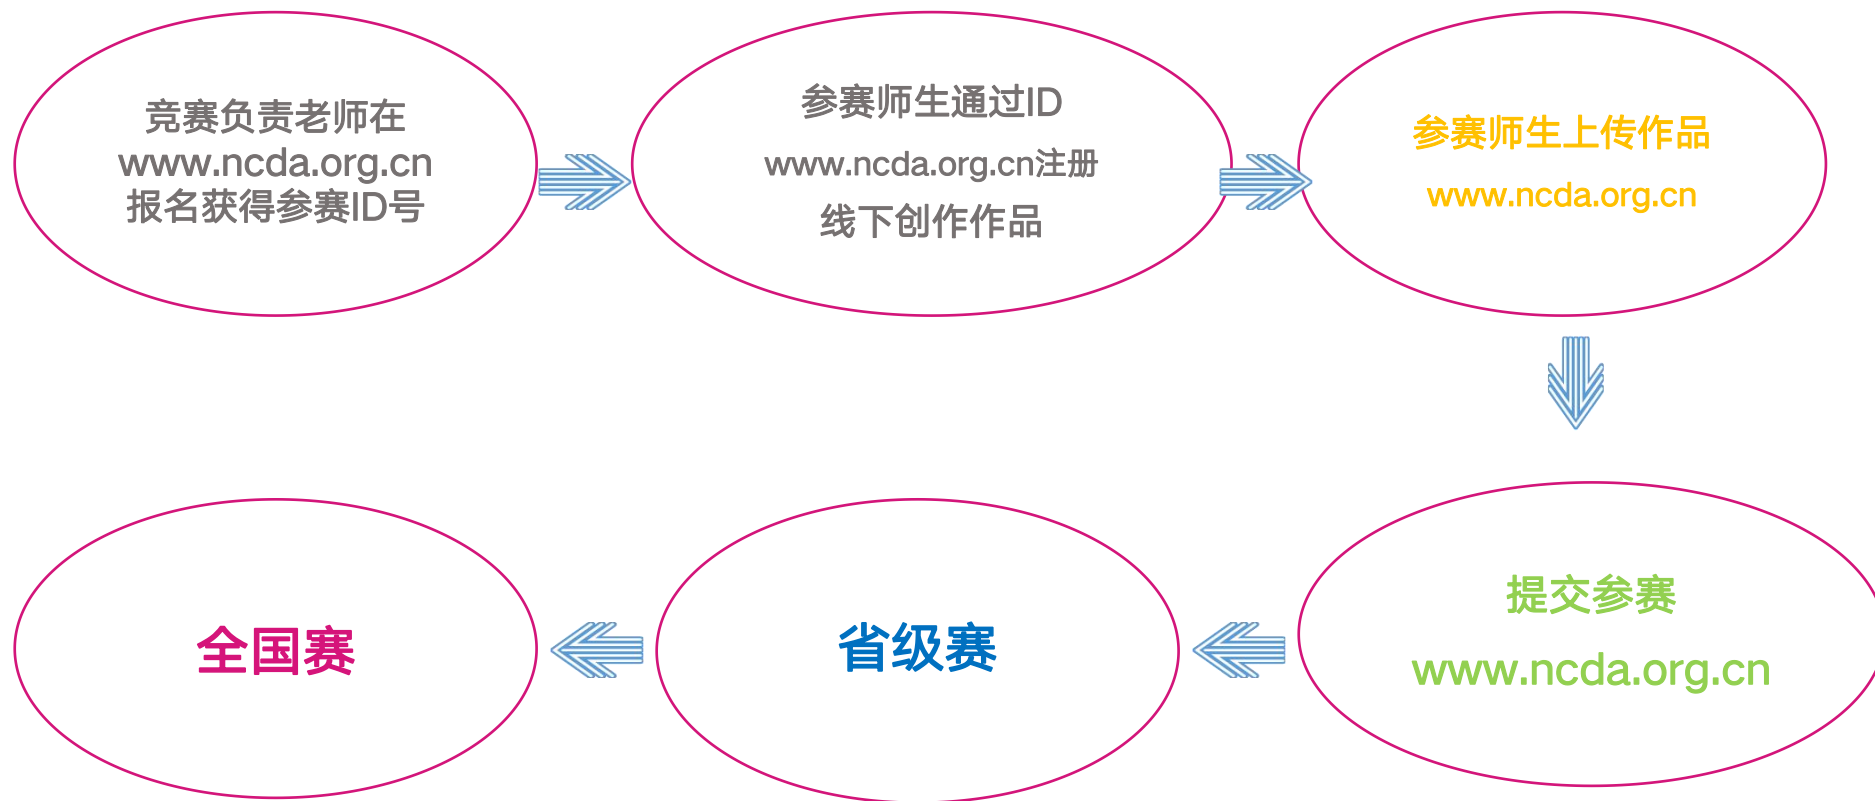 竞赛负责老师在
www.ncda.org.cn
报名获得参赛ID号
参赛师生通过ID
www.ncda.org.cn注册
线下创作作品
参赛师生上传作品
www.ncda.org.cn
提交参赛
www.ncda.org.cn
省级赛
全国赛